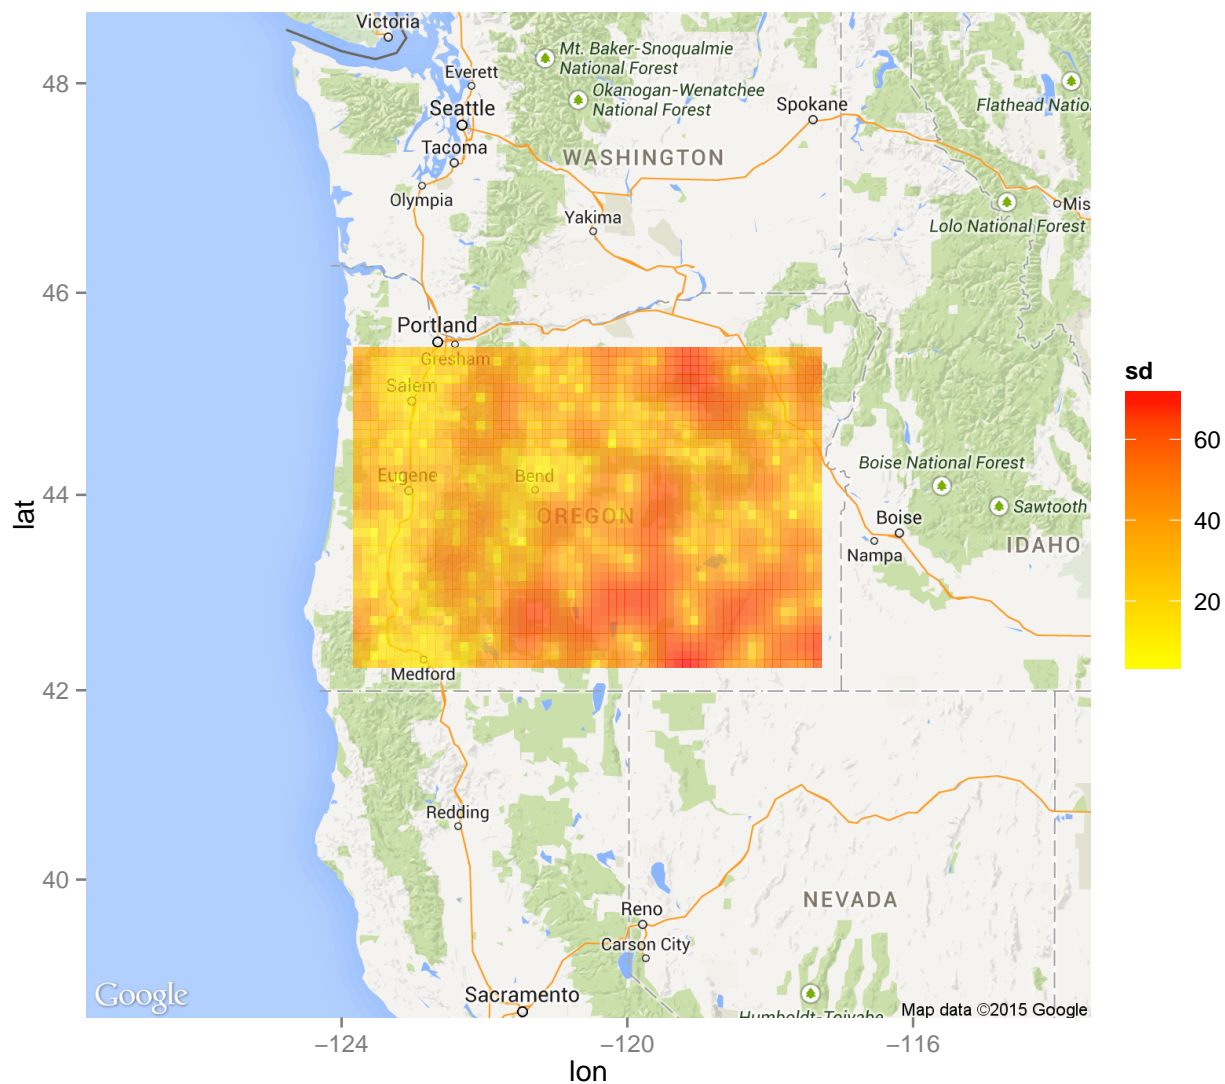 Victoria
Mt. Baker-Snoqualmie
National Forest
Everett
Okanogan-Wenatchee
National Forest
Seattle
Spokane
Flathead Natio
Tacoma
WASHINGTON
Olympia
Yakima
Mis
Lolo National Forest
Portland
Gresham
Salem
Eugene
Bend
OREGON
Boise National Forest
Sawtooth
Boise
Nampa
IDAHO
Medford
Redding
Reno
NEVADA
Carson City
Sacramento
Humboldt-Toiyabe
Google
Map data ©2015 Google
48
46
44
42
40
lat
−124
−120
−116
lon
sd
60
40
20